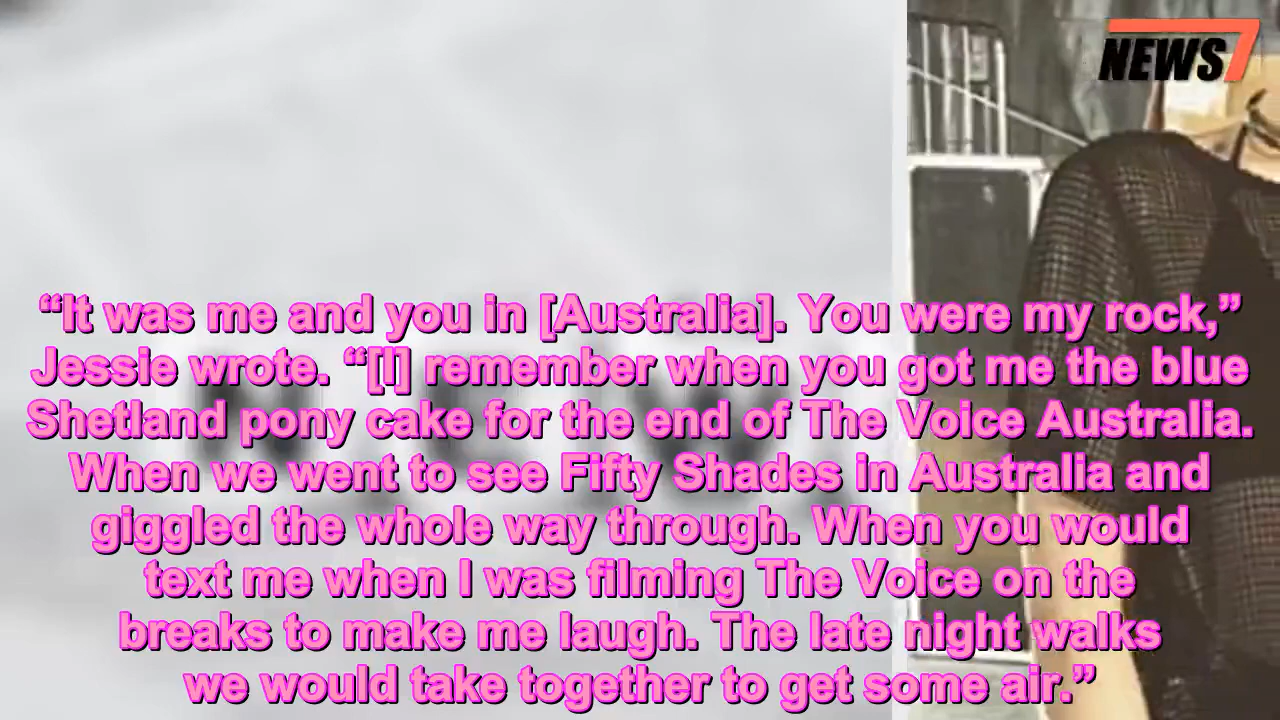 NEWS7
“It was me and you in [Australia]. You were my rock,”
Jessie wrote. “[I] remember when you got me the blue
Shetland pony cake for the end of The Voice Australia.
When we went to see Fifty Shades in Australia and
giggled the whole way through. When you would
text me when I was filming The Voice on the
breaks to make me laugh. The late night walks
we would take together to get some air.”